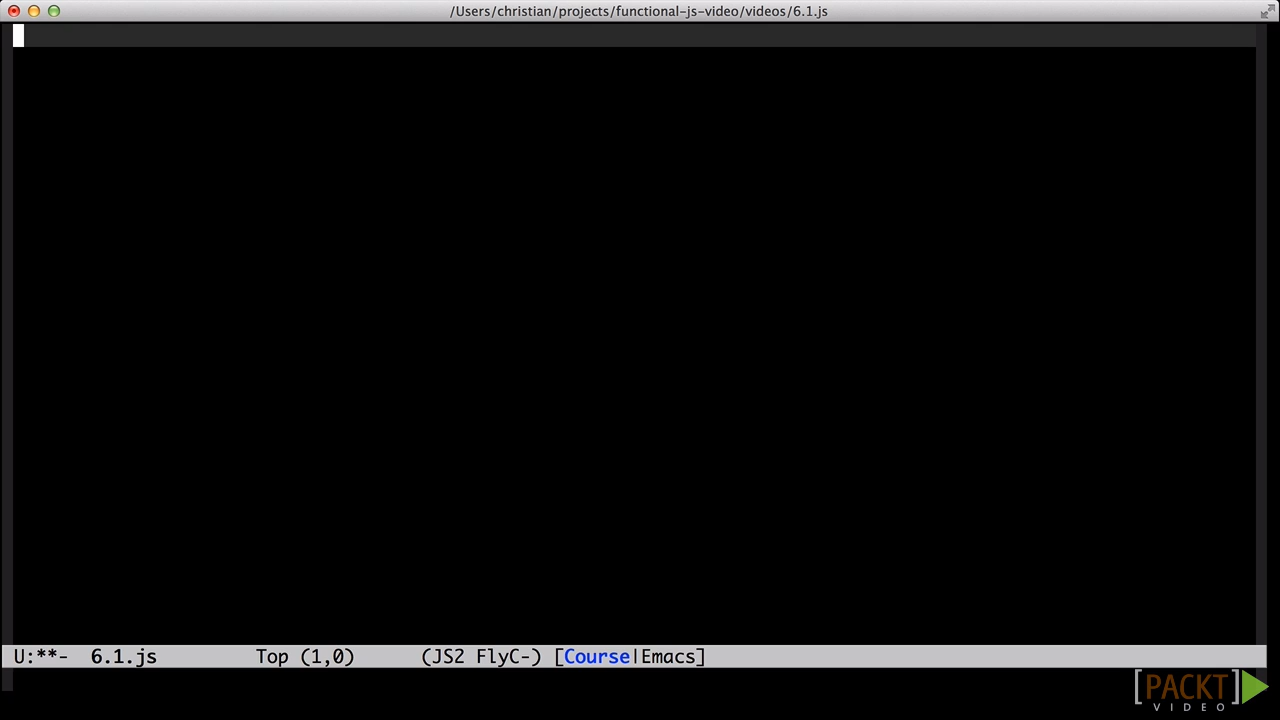 /Users/christian/projects/functional-js-video/videos/6.1.js
U:**-  6.1.js         Top (1,0)      (JS2 FlyC-) [Course|Emacs]
[PACKT]
VIDEO